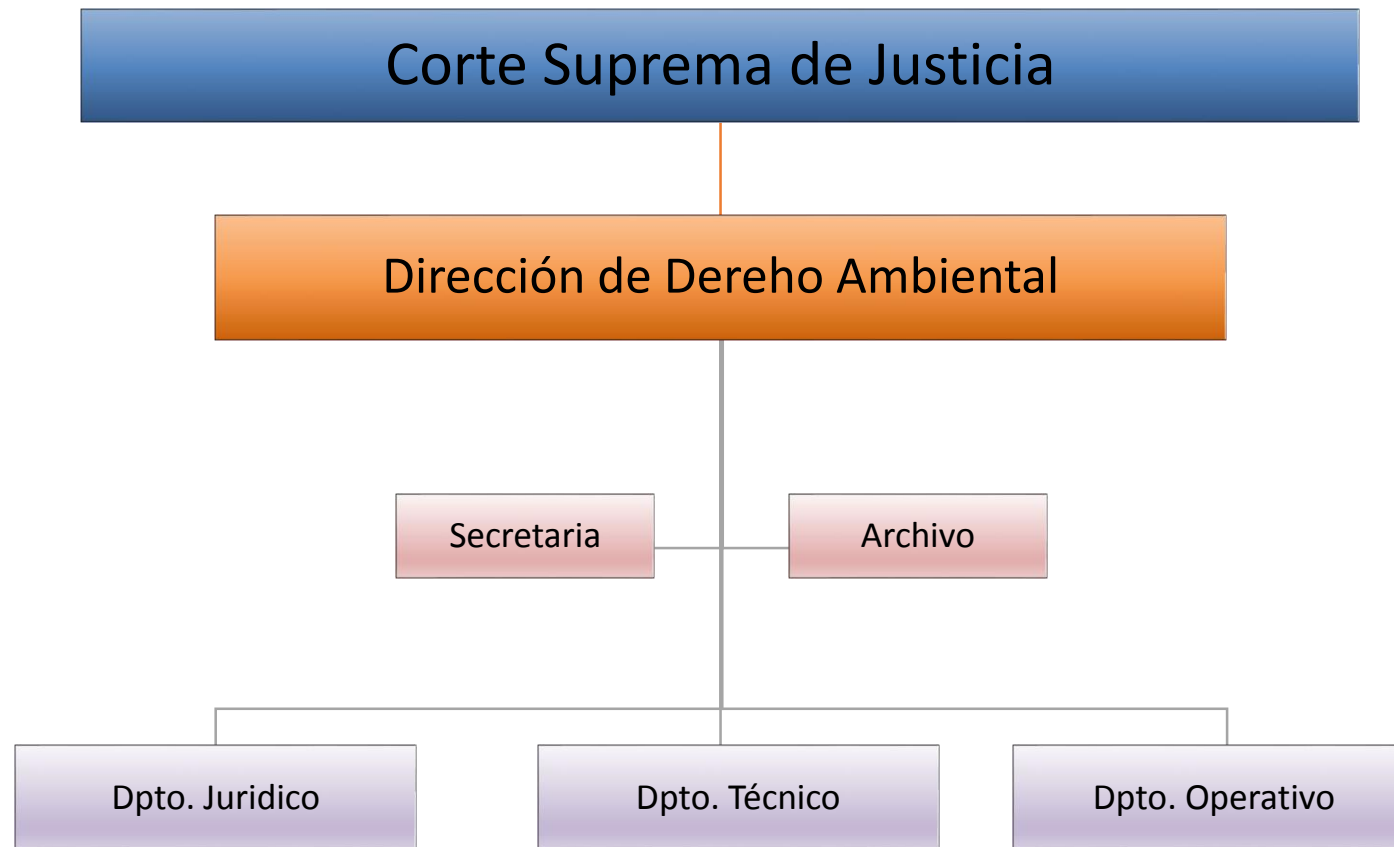 Corte Suprema de Justicia
Dirección de Dereho Ambiental
Secretaria
Archivo
Dpto. Juridico
Dpto. Técnico
Dpto. Operativo